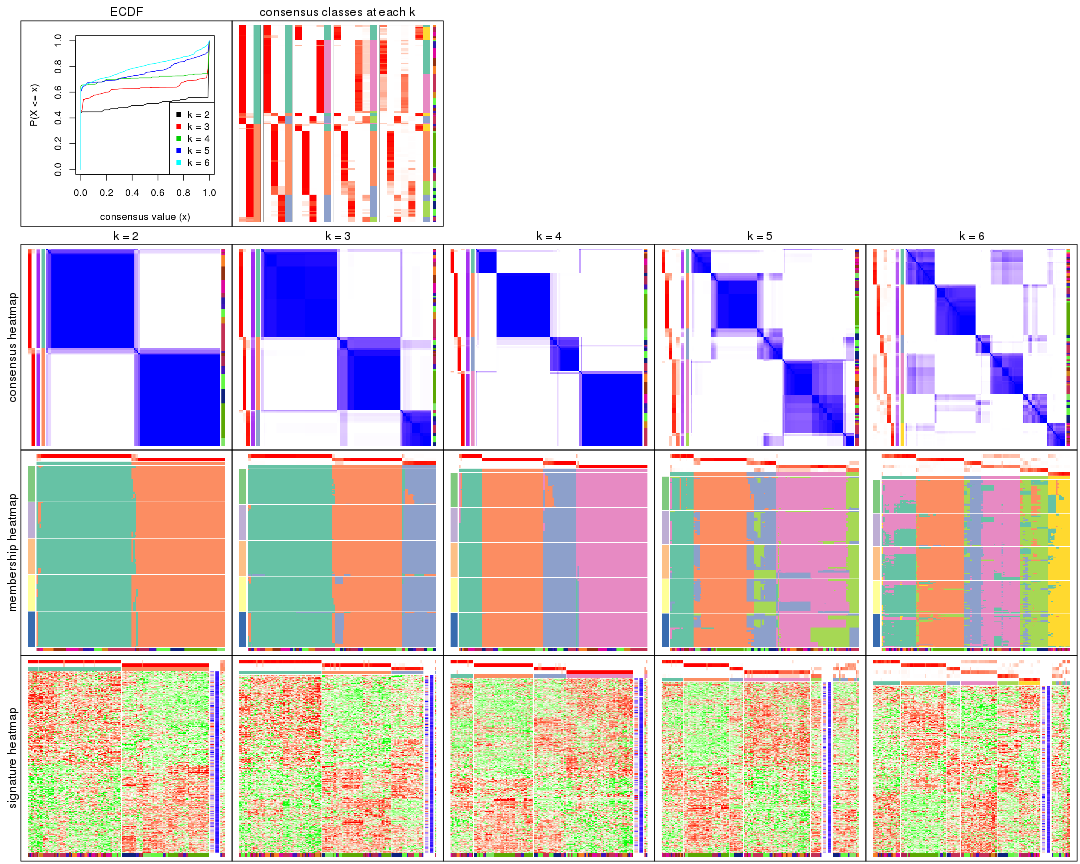 ECDF
consensus classes at each k
P(X <= x)
0.0 0.2 0.4 0.6 0.8 1.0
k = 2
k = 3
k = 4
k = 5
k = 6
0.0 0.2 0.4 0.6 0.8 1.0
consensus value (x)
k = 2 k = 3 k = 4 k = 5 k = 6
consensus heatmap
membership heatmap
signature heatmap